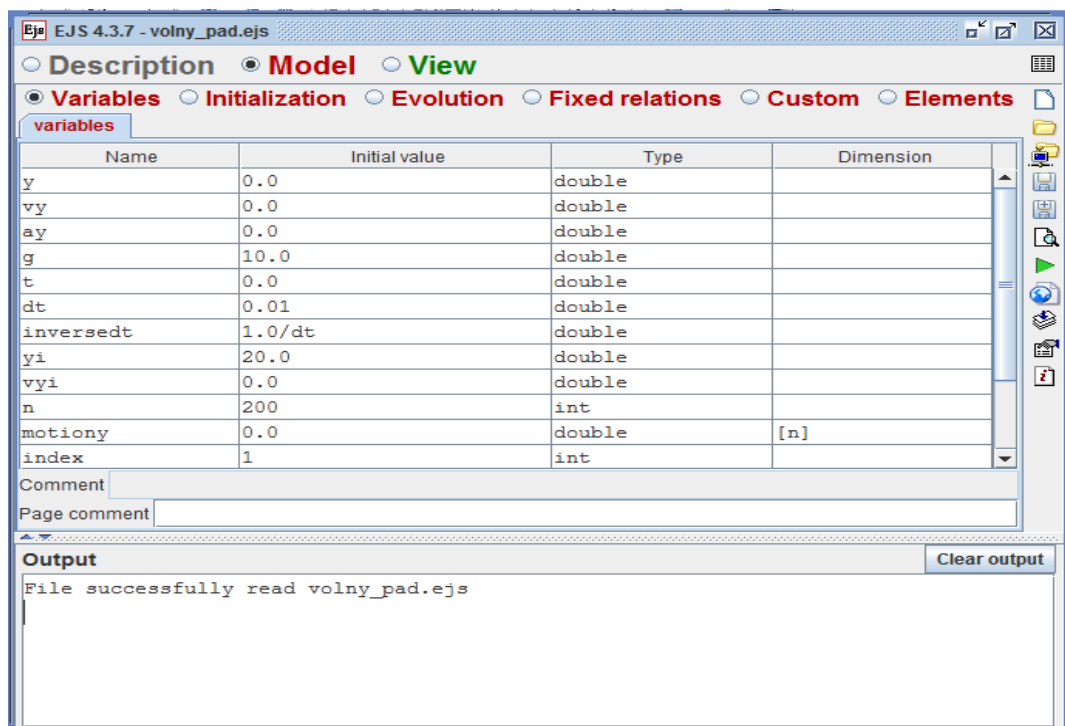 EJS 4.3.7 - volny_pad.ejs
Description Model View
Variables Initialization Evolution Fixed relations Custom Elements
variables
Name Initial value Type Dimension
y 0.0 double
vy 0.0 double
ay 0.0 double
g 10.0 double
t 0.0 double
dt 0.01 double
inversedt 1.0/dt double
yi 20.0 double
vyi 0.0 double
n 200 int
motiony 0.0 double [n]
index 1 int
Comment
Page comment
Output Clear output
File successfully read volny_pad.ejs